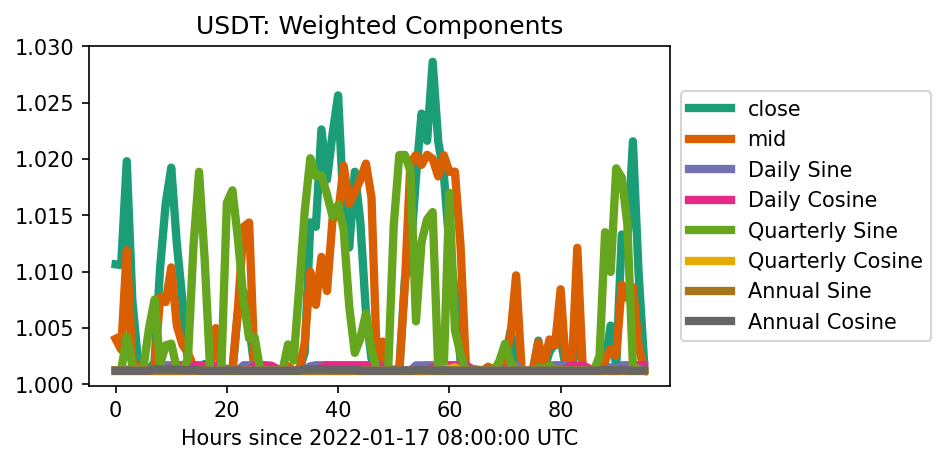 USDT: Weighted Components
1.030
1.025
1.020
1.015
1.010
1.005
1.000
0 20 40 60 80
Hours since 2022-01-17 08:00:00 UTC
close
mid
Daily Sine
Daily Cosine
Quarterly Sine
Quarterly Cosine
Annual Sine
Annual Cosine